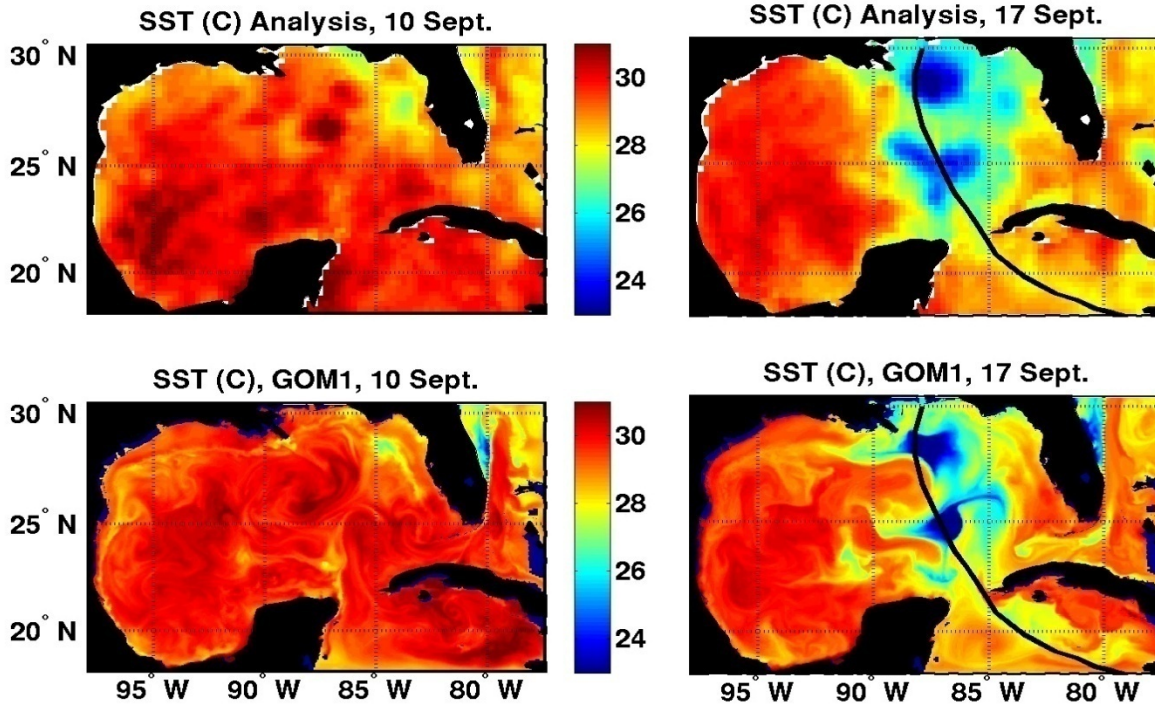 SST (C) Analysis, 10 Sept.
SST (C) Analysis, 17 Sept.
30° N
25° N
20° N
30
28
26
24
SST (C), GOM1, 10 Sept.
SST (C), GOM1, 17 Sept.
30° N
25° N
20° N
30
28
26
24
95° W 90° W 85° W 80° W
95° W 90° W 85° W 80° W